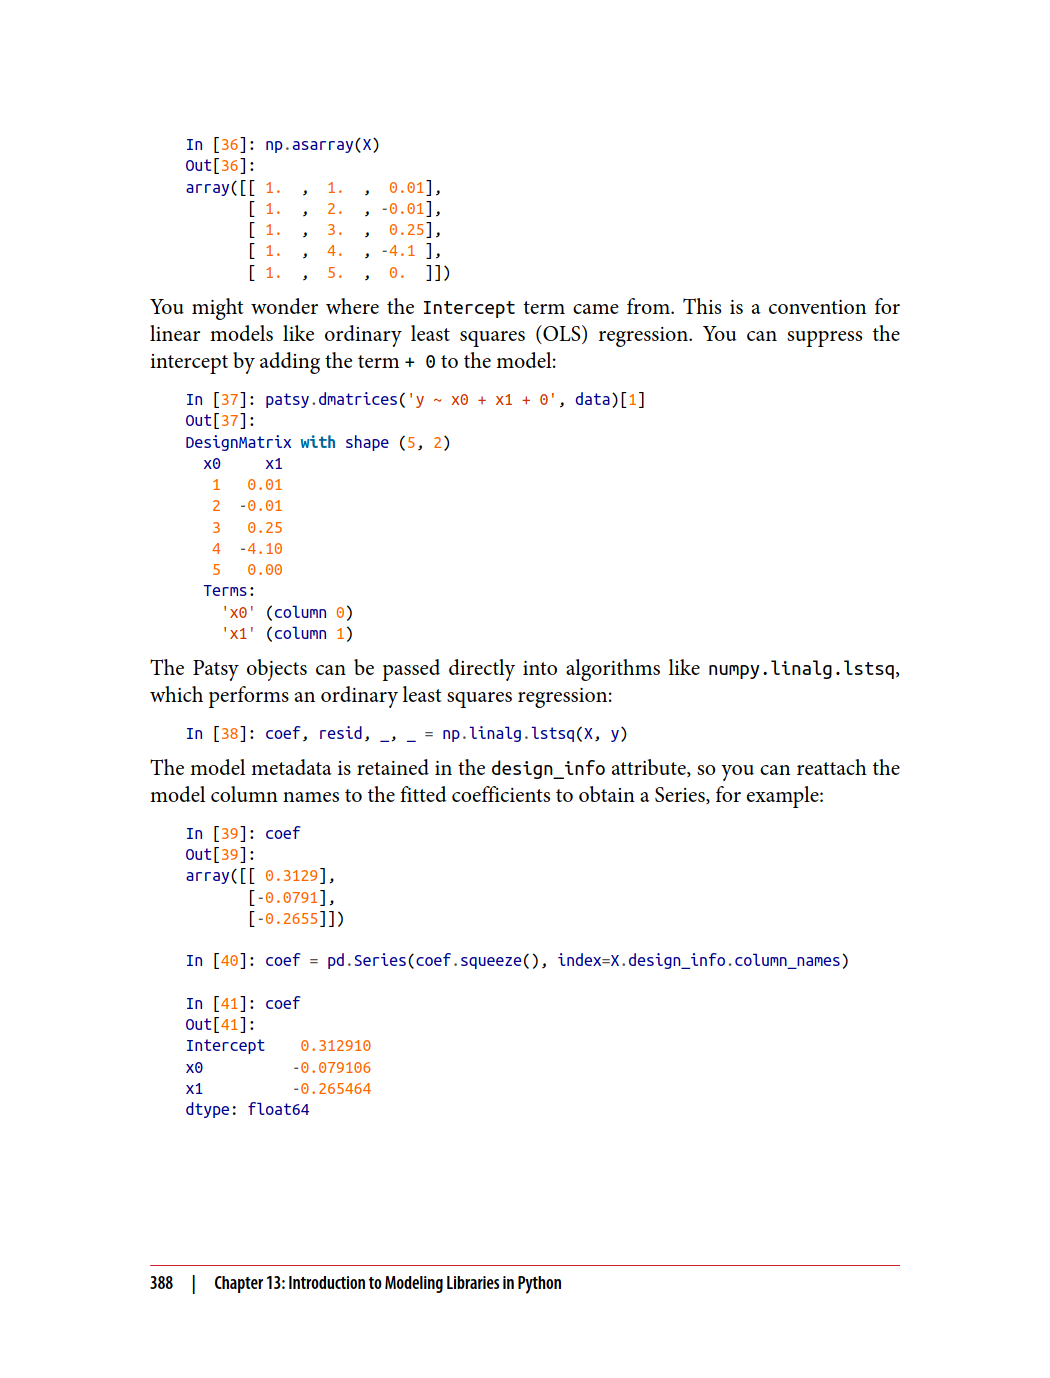 In [36]: np.asarray(X)
Out[36]:
array([[ 1.  ,  1.  ,  0.01],
       [ 1.  ,  2.  , -0.01],
       [ 1.  ,  3.  ,  0.25],
       [ 1.  ,  4.  , -4.1 ],
       [ 1.  ,  5.  ,  0.  ]])
You might wonder where the Intercept term came from. This is a convention for
linear models like ordinary least squares (OLS) regression. You can suppress the
intercept by adding the term + 0 to the model:
In [37]: patsy.dmatrices('y ~ x0 + x1 + 0', data)[1]
Out[37]:
DesignMatrix with shape (5, 2)
  x0     x1
   1   0.01
   2  -0.01
   3   0.25
   4  -4.10
   5   0.00
  Terms:
    'x0' (column 0)
    'x1' (column 1)
The Patsy objects can be passed directly into algorithms like numpy.linalg.lstsq,
which performs an ordinary least squares regression:
In [38]: coef, resid, _, _ = np.linalg.lstsq(X, y)
The model metadata is retained in the design_info attribute, so you can reattach the
model column names to the fitted coefficients to obtain a Series, for example:
In [39]: coef
Out[39]:
array([[ 0.3129],
       [-0.0791],
       [-0.2655]])
In [40]: coef = pd.Series(coef.squeeze(), index=X.design_info.column_names)
In [41]: coef
Out[41]:
Intercept    0.312910
x0          -0.079106
x1          -0.265464
dtype: float64
388 | Chapter 13: Introduction to Modeling Libraries in Python